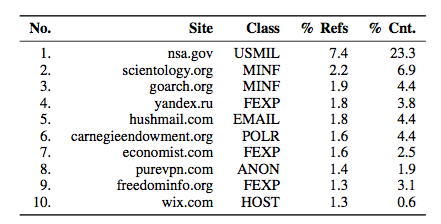 No. Site Class % Refs % Cnt.
1. nsa.gov USMIL 7.4 23.3
2. scientology.org MINF 2.2 6.9
3. goarch.org MINF 1.9 4.4
4. yandex.ru FEXP 1.8 3.8
5. hushmail.com EMAIL 1.8 4.4
6. carnegieendowment.org POLR 1.6 4.4
7. economist.com FEXP 1.6 2.5
8. purevpn.com ANON 1.4 1.9
9. freedominfo.org FEXP 1.3 3.1
10. wix.com HOST 1.3 0.6